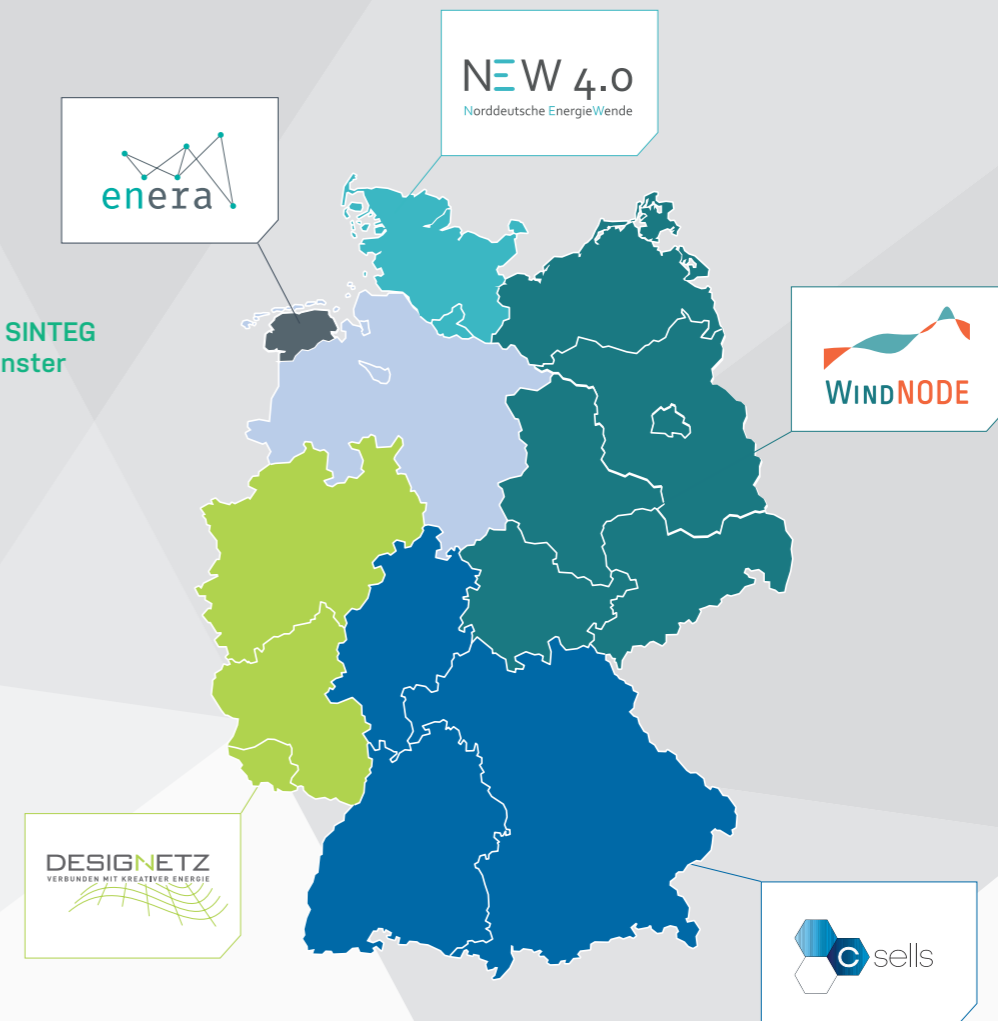 NEW 4.0
Norddeutsche EnergieWende
enera
SINTEG
nster
WINDNODE
DESIGNETZ
VERBUNDEN MIT KREATIVER ENERGIE
C sells